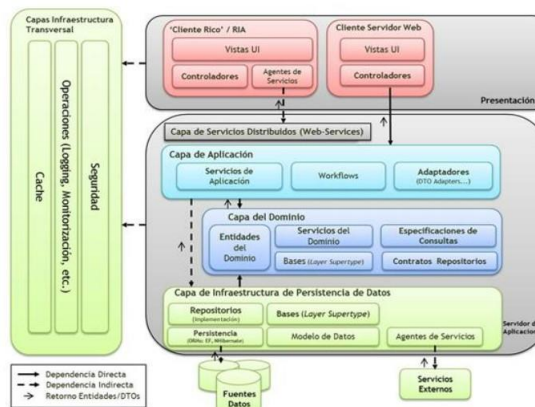 Capas Infraestructura
Transversal
Cache
Operaciones (Logging, Monitorización, etc.)
Seguridad
'Cliente Rico' / RIA
Vistas UI
Controladores
Agentes de
Servicios
Cliente Servidor Web
Vistas UI
Controladores
Presentación
Capa de Servicios Distribuidos (Web-Services)
Capa de Aplicación
Servicios de
Aplicación
Workflows
Adaptadores
(DTO Adapters...)
Capa del Dominio
Entidades
del
Dominio
Servicios del
Dominio
Especificaciones de
Consultas
Bases (Layer Supertype)
Contratos Repositorios
Capa de Infraestructura de Persistencia de Datos
Repositorios
(Implementación)
Bases (Layer Supertype)
Persistencia
Modelo de Datos
Agentes de Servicios
Servidor de
Aplicacion
Dependencia Directa
Dependencia Indirecta
Retorno Entidades/DTOs
Fuentes
Datos
Servicios
Externos